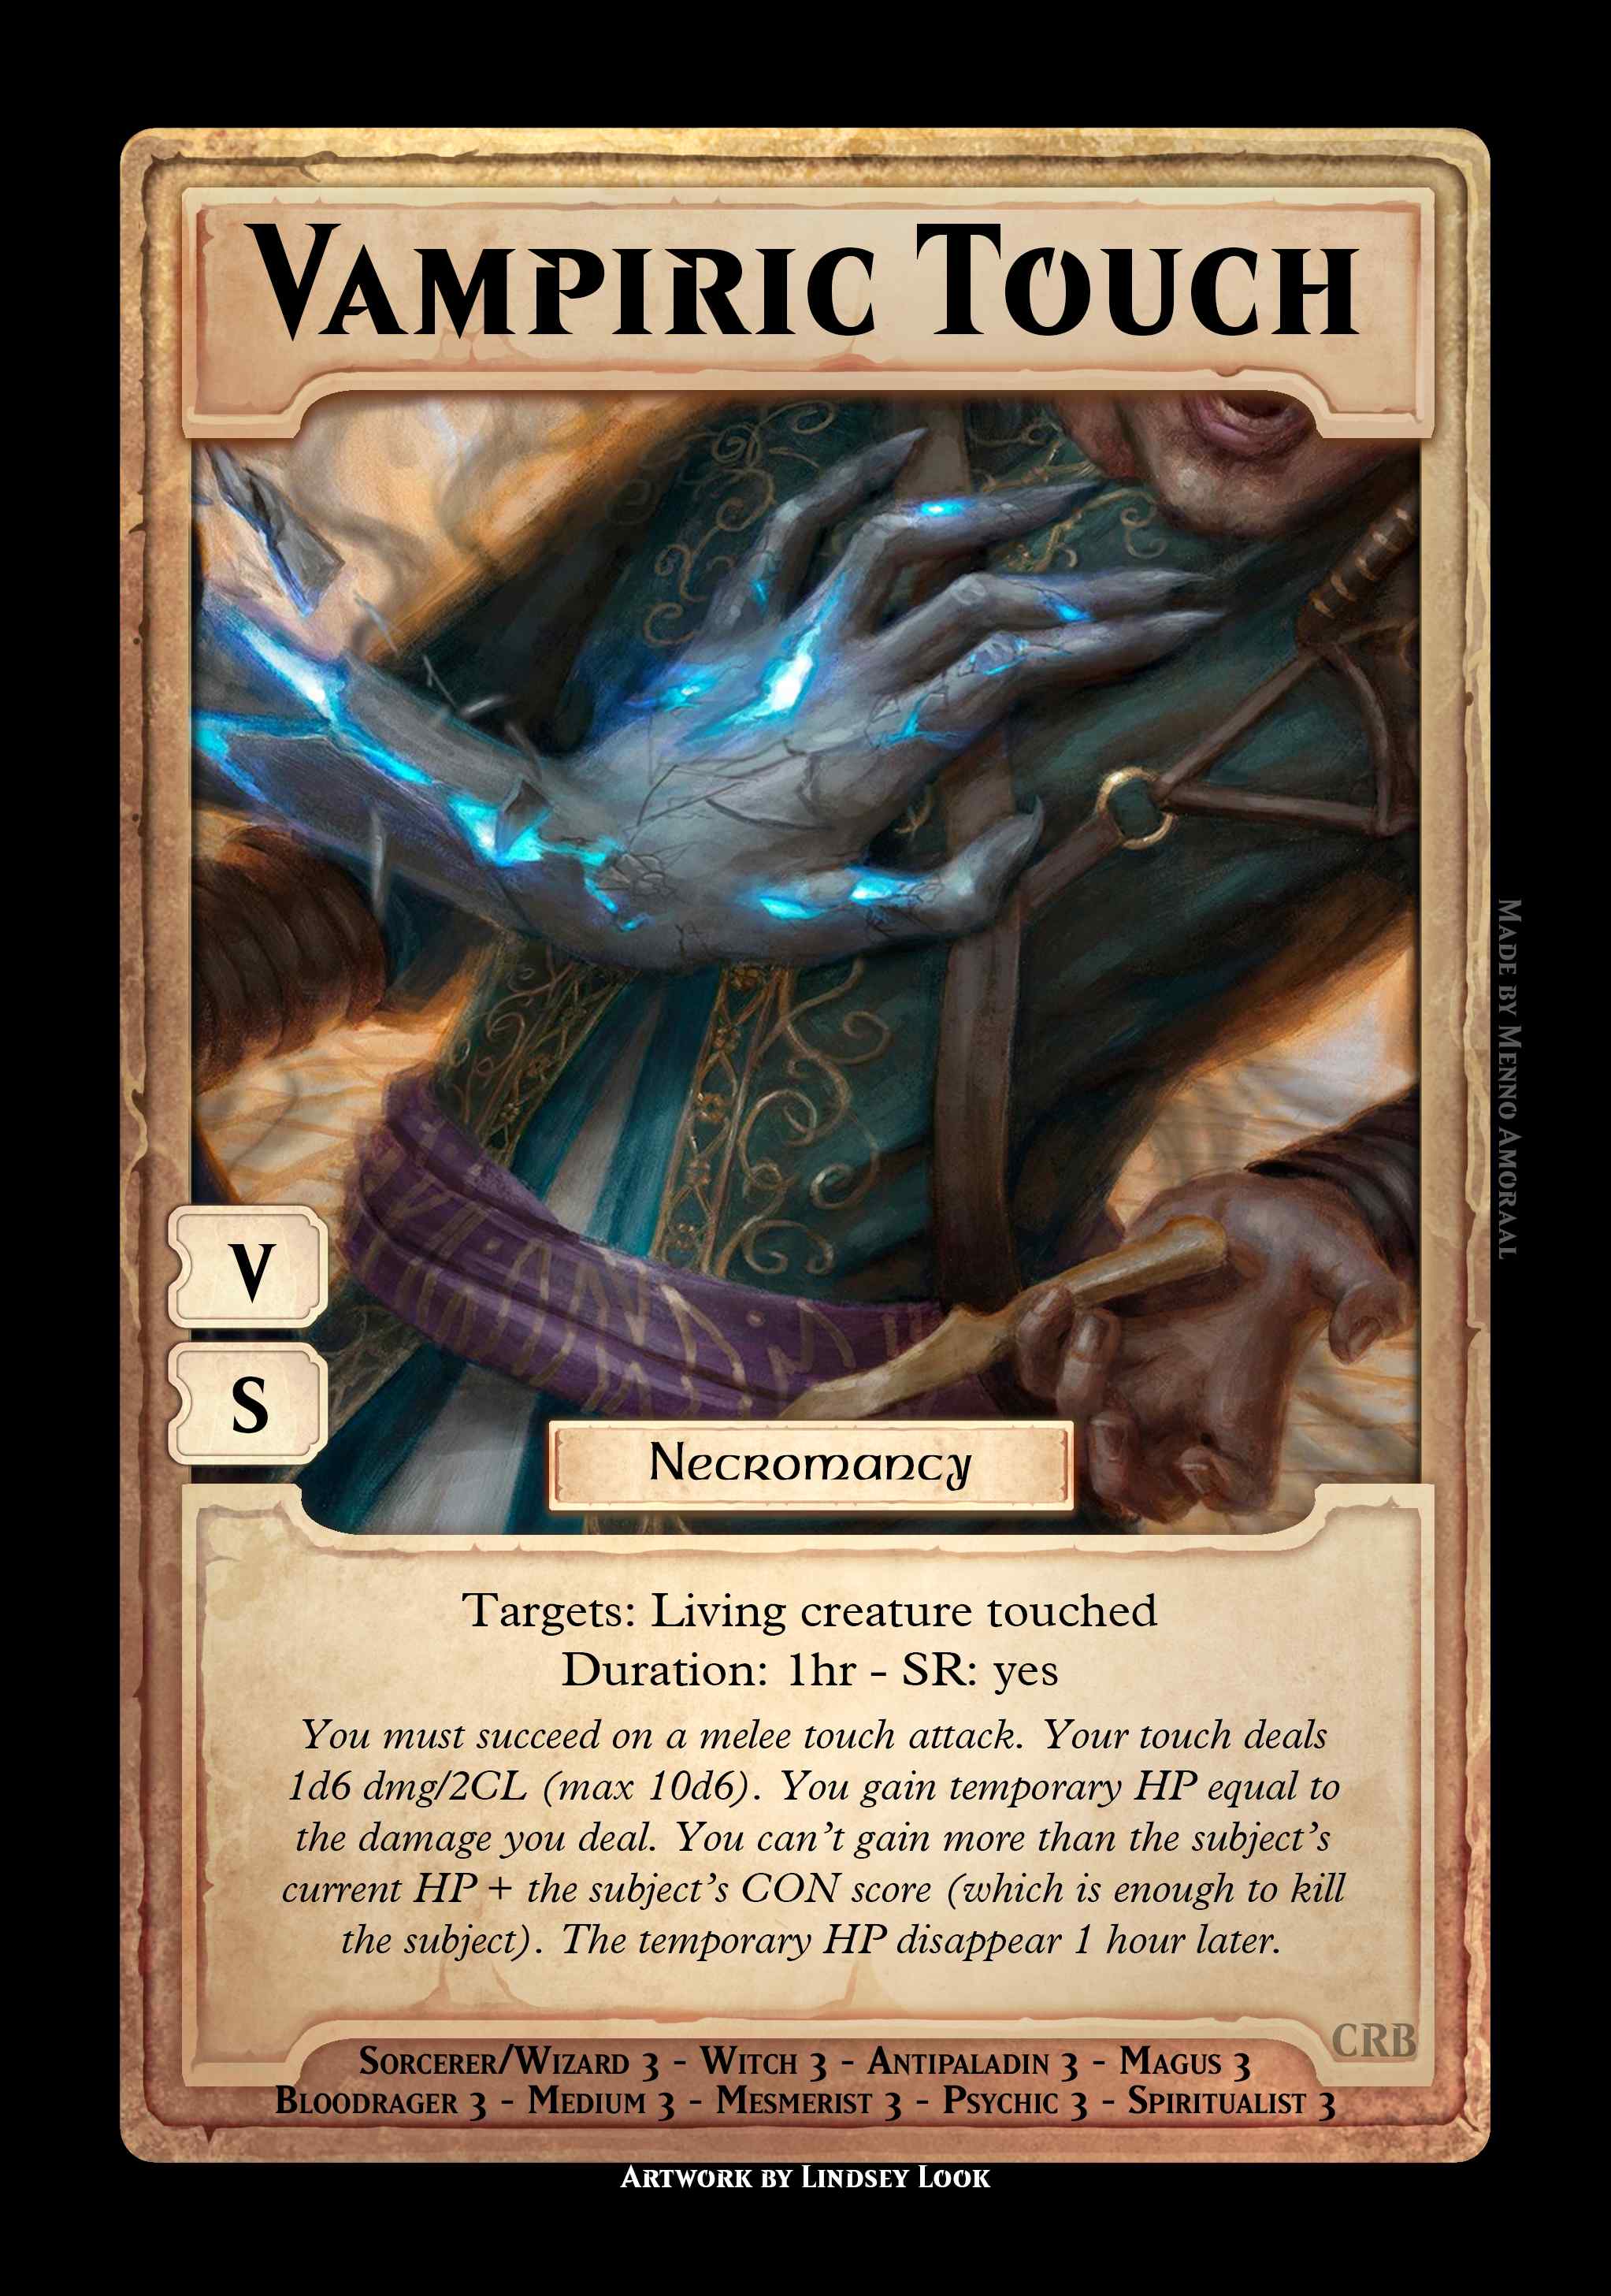 Vampiric Touch
V
S
Necromancy
Targets: Living creature touched
Duration: 1hr - SR: yes
You must succeed on a melee touch attack. Your touch deals
1d6 dmg/2CL (max 10d6). You gain temporary HP equal to
the damage you deal. You can't gain more than the subject's
current HP + the subject's CON score (which is enough to kill
the subject). The temporary HP disappear 1 hour later.
CRB
Sorcerer/Wizard 3 - Witch 3 - Antipaladin 3 - Magus 3
Bloodrager 3 - Medium 3 - Mesmerist 3 - Psychic 3 - Spiritualist 3
Artwork by Lindsey Look
Made by Menno Amoraal